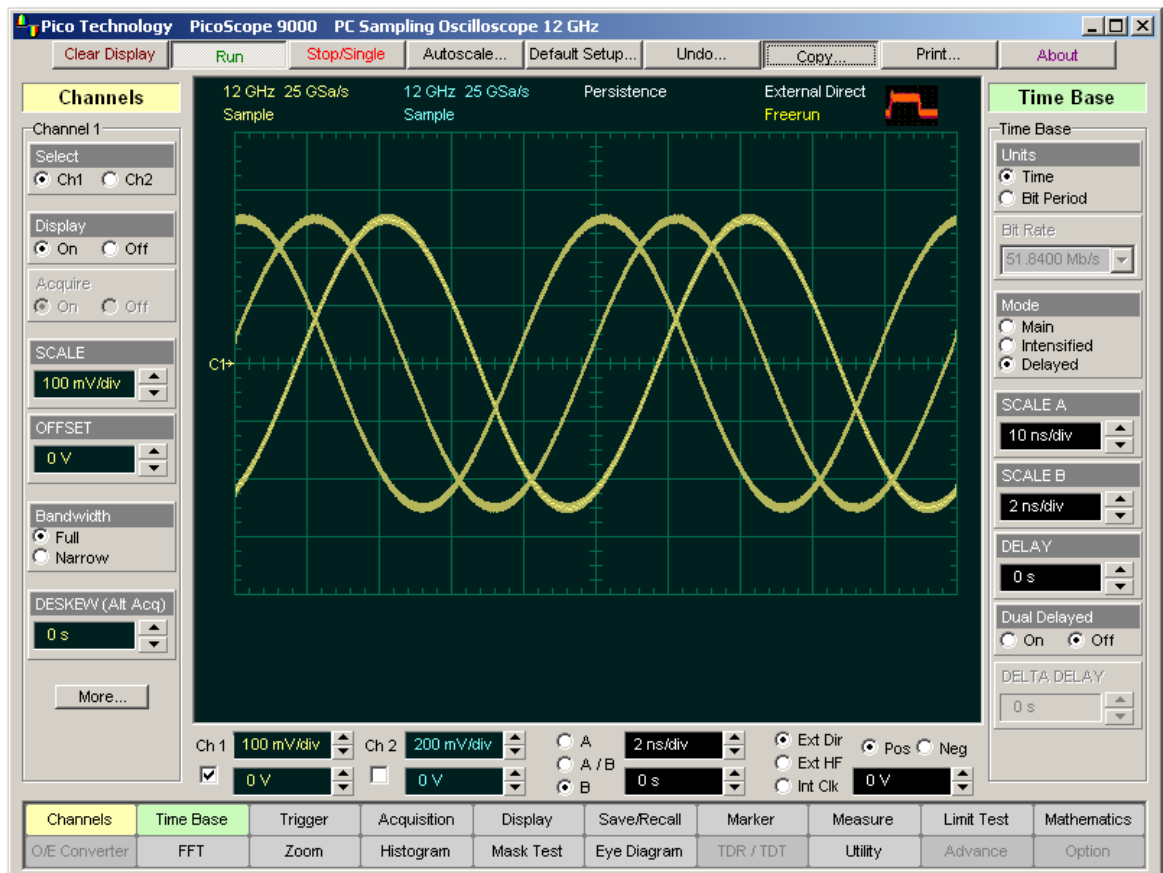 Pico Technology PicoScope 9000 PC Sampling Oscilloscope 12 GHz
Clear Display Run Stop/Single Autoscale... Default Setup... Undo... Copy... Print... About
Channels
Channel 1
Select
Ch1 Ch2
Display
On Off
Acquire
On Off
SCALE
100 mV/div
OFFSET
0 V
Bandwidth
Full
Narrow
DESKEW (Alt Acq)
0 s
More...
12 GHz 25 GSa/s 12 GHz 25 GSa/s Persistence External Direct
Sample Sample Freerun
C1
Time Base
Time Base
Units
Time
Bit Period
Bit Rate
51.8400 Mb/s
Mode
Main
Intensified
Delayed
SCALE A
10 ns/div
SCALE B
2 ns/div
DELAY
0 s
Dual Delayed
On Off
DELTA DELAY
0 s
Ch 1 100 mV/div Ch 2 200 mV/div A 2 ns/div Ext Dir Pos Neg
A / B Ext HF
0 V 0 V B 0 s Int Clk 0 V
Channels Time Base Trigger Acquisition Display Save/Recall Marker Measure Limit Test Mathematics
O/E Converter FFT Zoom Histogram Mask Test Eye Diagram TDR / TDT Utility Advance Option